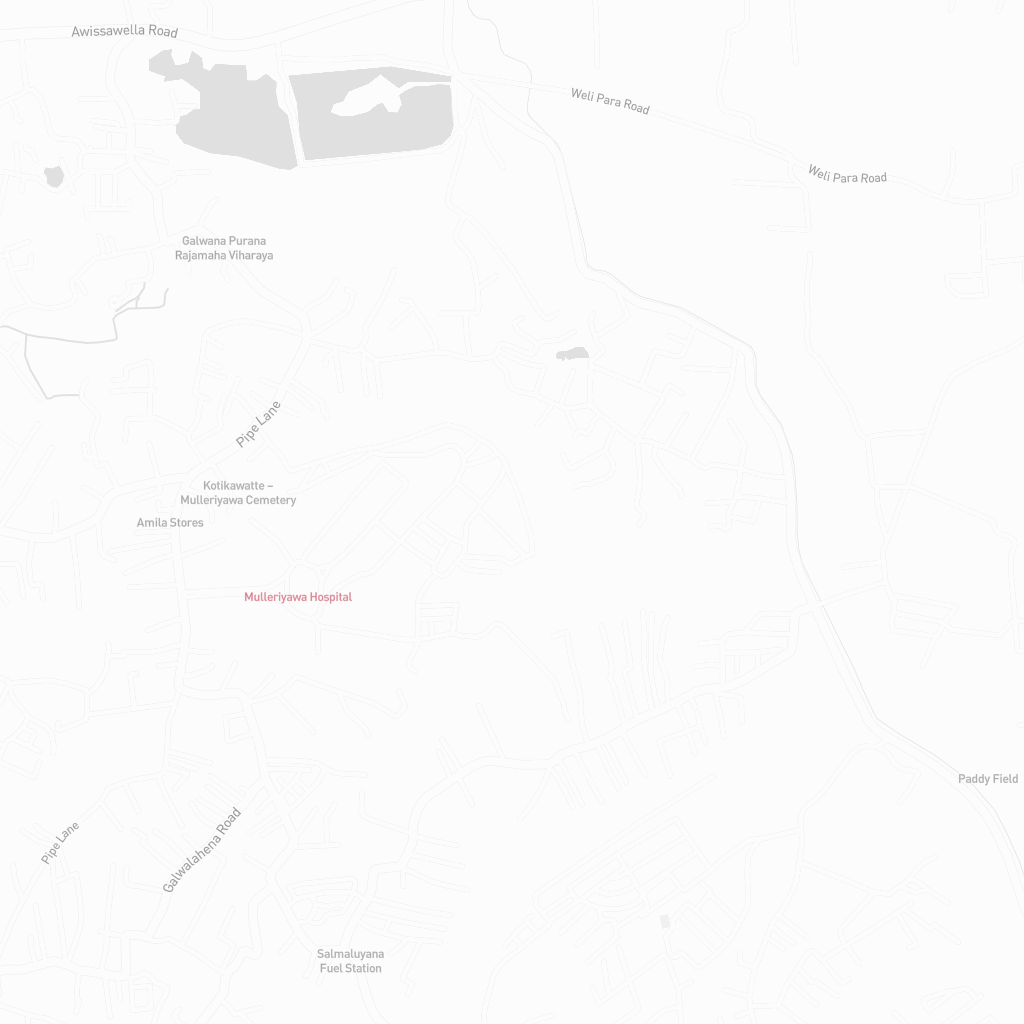 Awissawella Road
Weli Para Road
Weli Para Road
Galwana Purana
Rajamaha Viharaya
Pipe Lane
Kotikawatte –
Mulleriyawa Cemetery
Amila Stores
Mulleriyawa Hospital
Paddy Field
Pipe Lane
Galwalahena Road
Salmaluyana
Fuel Station